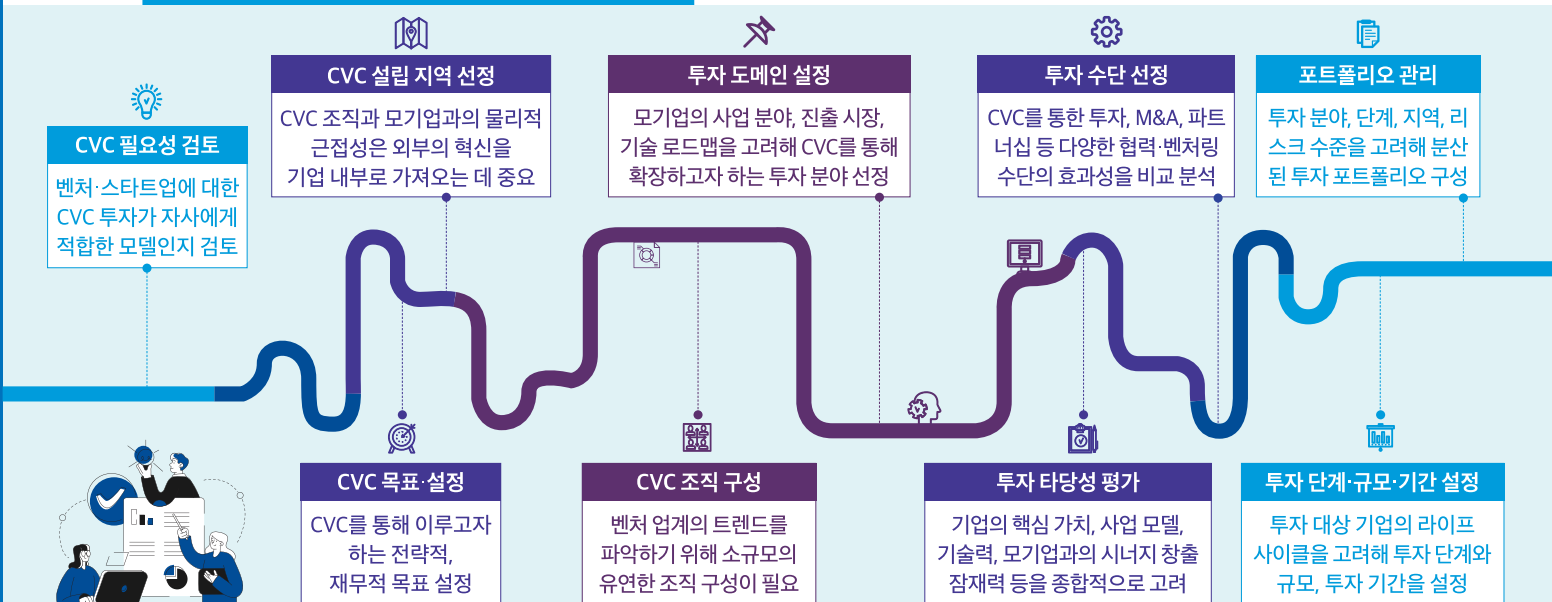 CVC 필요성 검토
벤처·스타트업에 대한
CVC 투자가 자사에게
적합한 모델인지 검토
CVC 목표·설정
CVC를 통해 이루고자
하는 전략적,
재무적 목표 설정
CVC 설립 지역 선정
CVC 조직과 모기업과의 물리적
근접성은 외부의 혁신을
기업 내부로 가져오는 데 중요
CVC 조직 구성
벤처 업계의 트렌드를
파악하기 위해 소규모의
유연한 조직 구성이 필요
투자 도메인 설정
모기업의 사업 분야, 진출 시장,
기술 로드맵을 고려해 CVC를 통해
확장하고자 하는 투자 분야 선정
투자 타당성 평가
기업의 핵심 가치, 사업 모델,
기술력, 모기업과의 시너지 창출
잠재력 등을 종합적으로 고려
투자 수단 선정
CVC를 통한 투자, M&A, 파트
너십 등 다양한 협력·벤처링
수단의 효과성을 비교 분석
투자 단계·규모·기간 설정
투자 대상 기업의 라이프
사이클을 고려해 투자 단계와
규모, 투자 기간을 설정
포트폴리오 관리
투자 분야, 단계, 지역, 리
스크 수준을 고려해 분산
된 투자 포트폴리오 구성